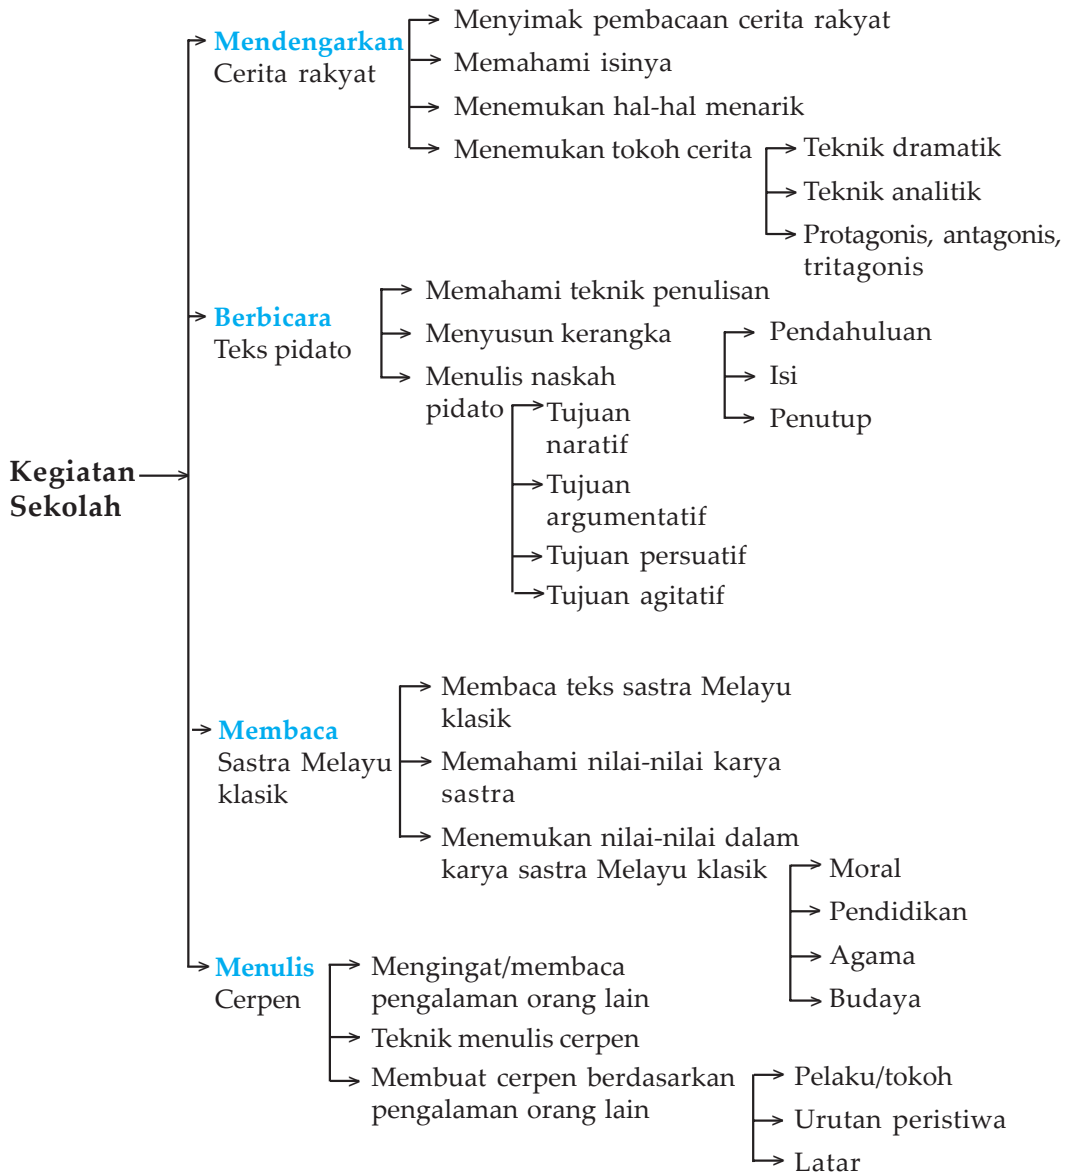 Kegiatan
Sekolah
Mendengarkan
Cerita rakyat
Menyimak pembacaan cerita rakyat
Memahami isinya
Menemukan hal-hal menarik
Menemukan tokoh cerita
Teknik dramatik
Teknik analitik
Protagonis, antagonis,
tritagonis
Berbicara
Teks pidato
Memahami teknik penulisan
Menyusun kerangka
Pendahuluan
Isi
Penutup
Menulis naskah
pidato
Tujuan
naratif
Tujuan
argumentatif
Tujuan persuatif
Tujuan agitatif
Membaca
Sastra Melayu
klasik
Membaca teks sastra Melayu
klasik
Memahami nilai-nilai karya
sastra
Menemukan nilai-nilai dalam
karya sastra Melayu klasik
Moral
Pendidikan
Agama
Budaya
Menulis
Cerpen
Mengingat/membaca
pengalaman orang lain
Teknik menulis cerpen
Membuat cerpen berdasarkan
pengalaman orang lain
Pelaku/tokoh
Urutan peristiwa
Latar